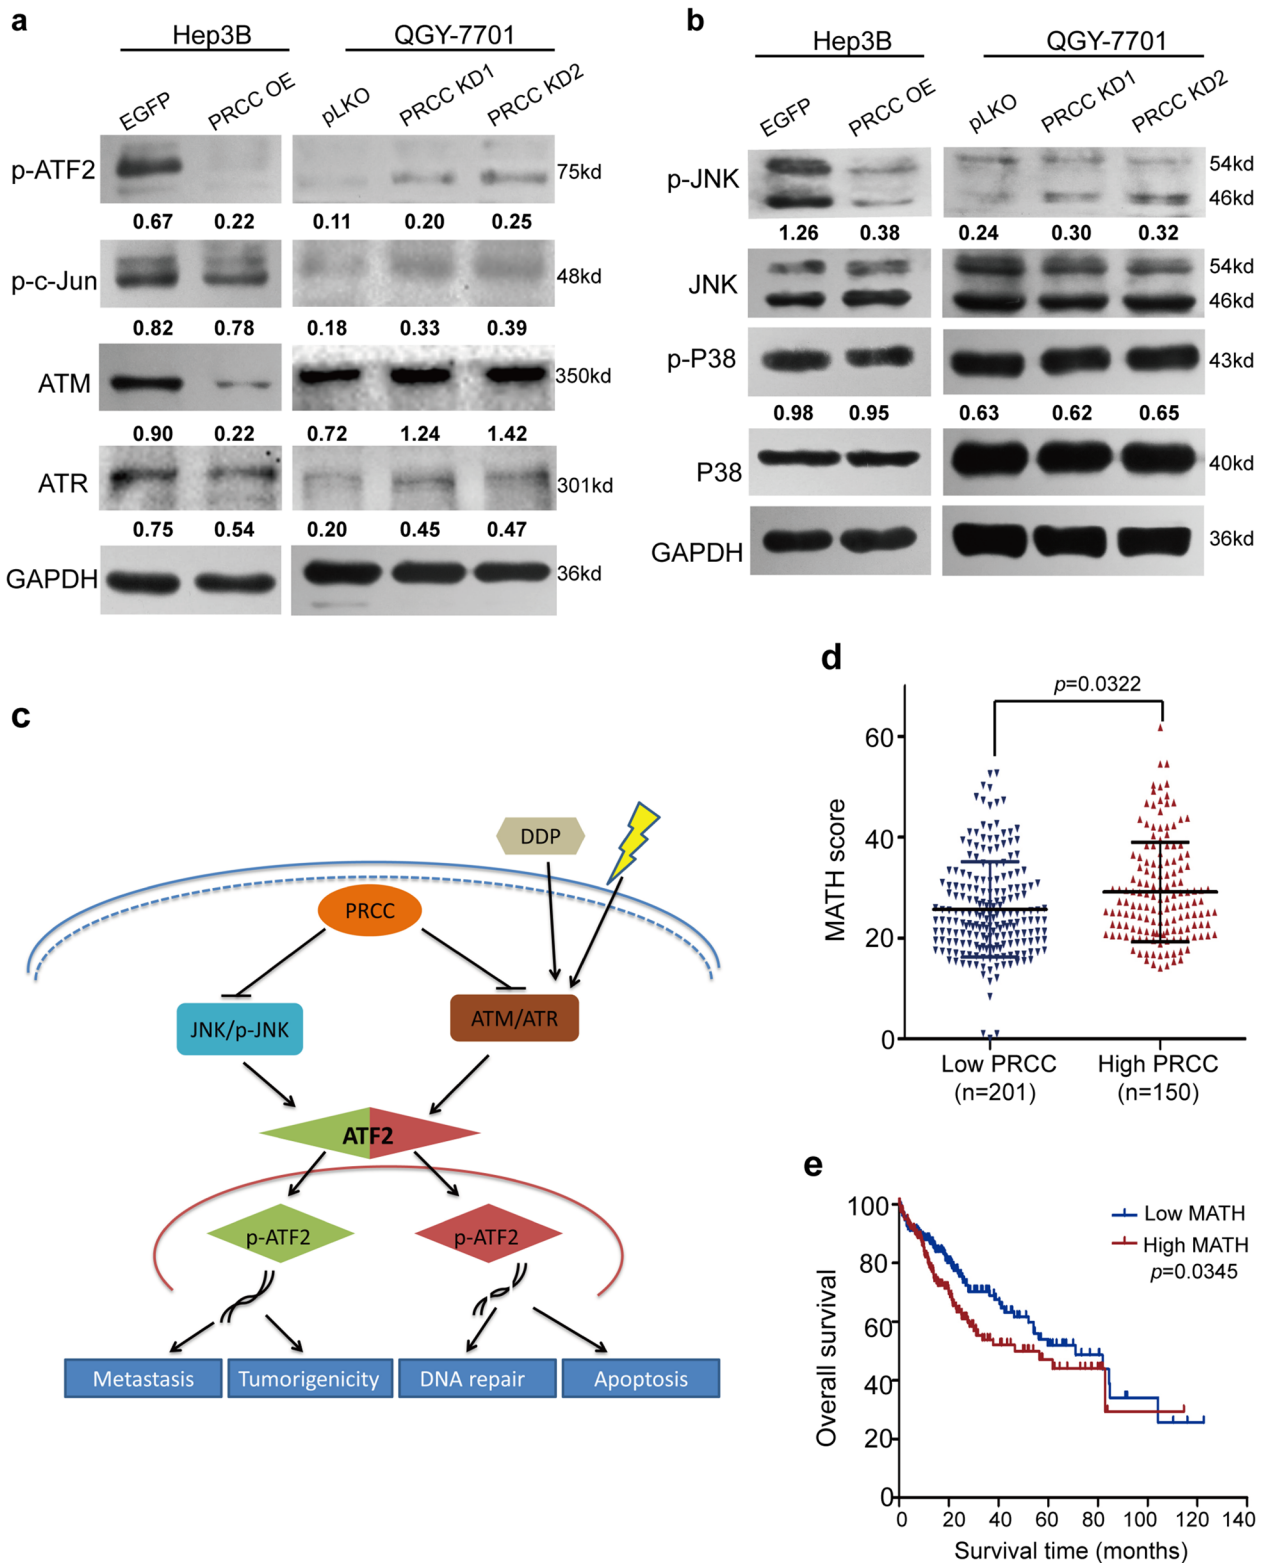 a
Hep3B QGY-7701
EGFP PRCC OE pLKO PRCC KD1 PRCC KD2
p-ATF2 75kd
0.67 0.22 0.11 0.20 0.25
p-c-Jun 48kd
0.82 0.78 0.18 0.33 0.39
ATM 350kd
0.90 0.22 0.72 1.24 1.42
ATR 301kd
0.75 0.54 0.20 0.45 0.47
GAPDH 36kd
b
Hep3B QGY-7701
EGFP PRCC OE pLKO PRCC KD1 PRCC KD2
p-JNK 54kd
46kd
1.26 0.38 0.24 0.30 0.32
JNK 54kd
46kd
p-P38 43kd
0.98 0.95 0.63 0.62 0.65
P38 40kd
GAPDH 36kd
c
DDP
PRCC
JNK/p-JNK ATM/ATR
ATF2
p-ATF2 p-ATF2
Metastasis Tumorigenicity DNA repair Apoptosis
d
p=0.0322
MATH score
60
40
20
0
Low PRCC High PRCC
(n=201) (n=150)
e
Overall survival
100
80
60
40
20
0
Low MATH
High MATH
p=0.0345
0 20 40 60 80 100 120 140
Survival time (months)